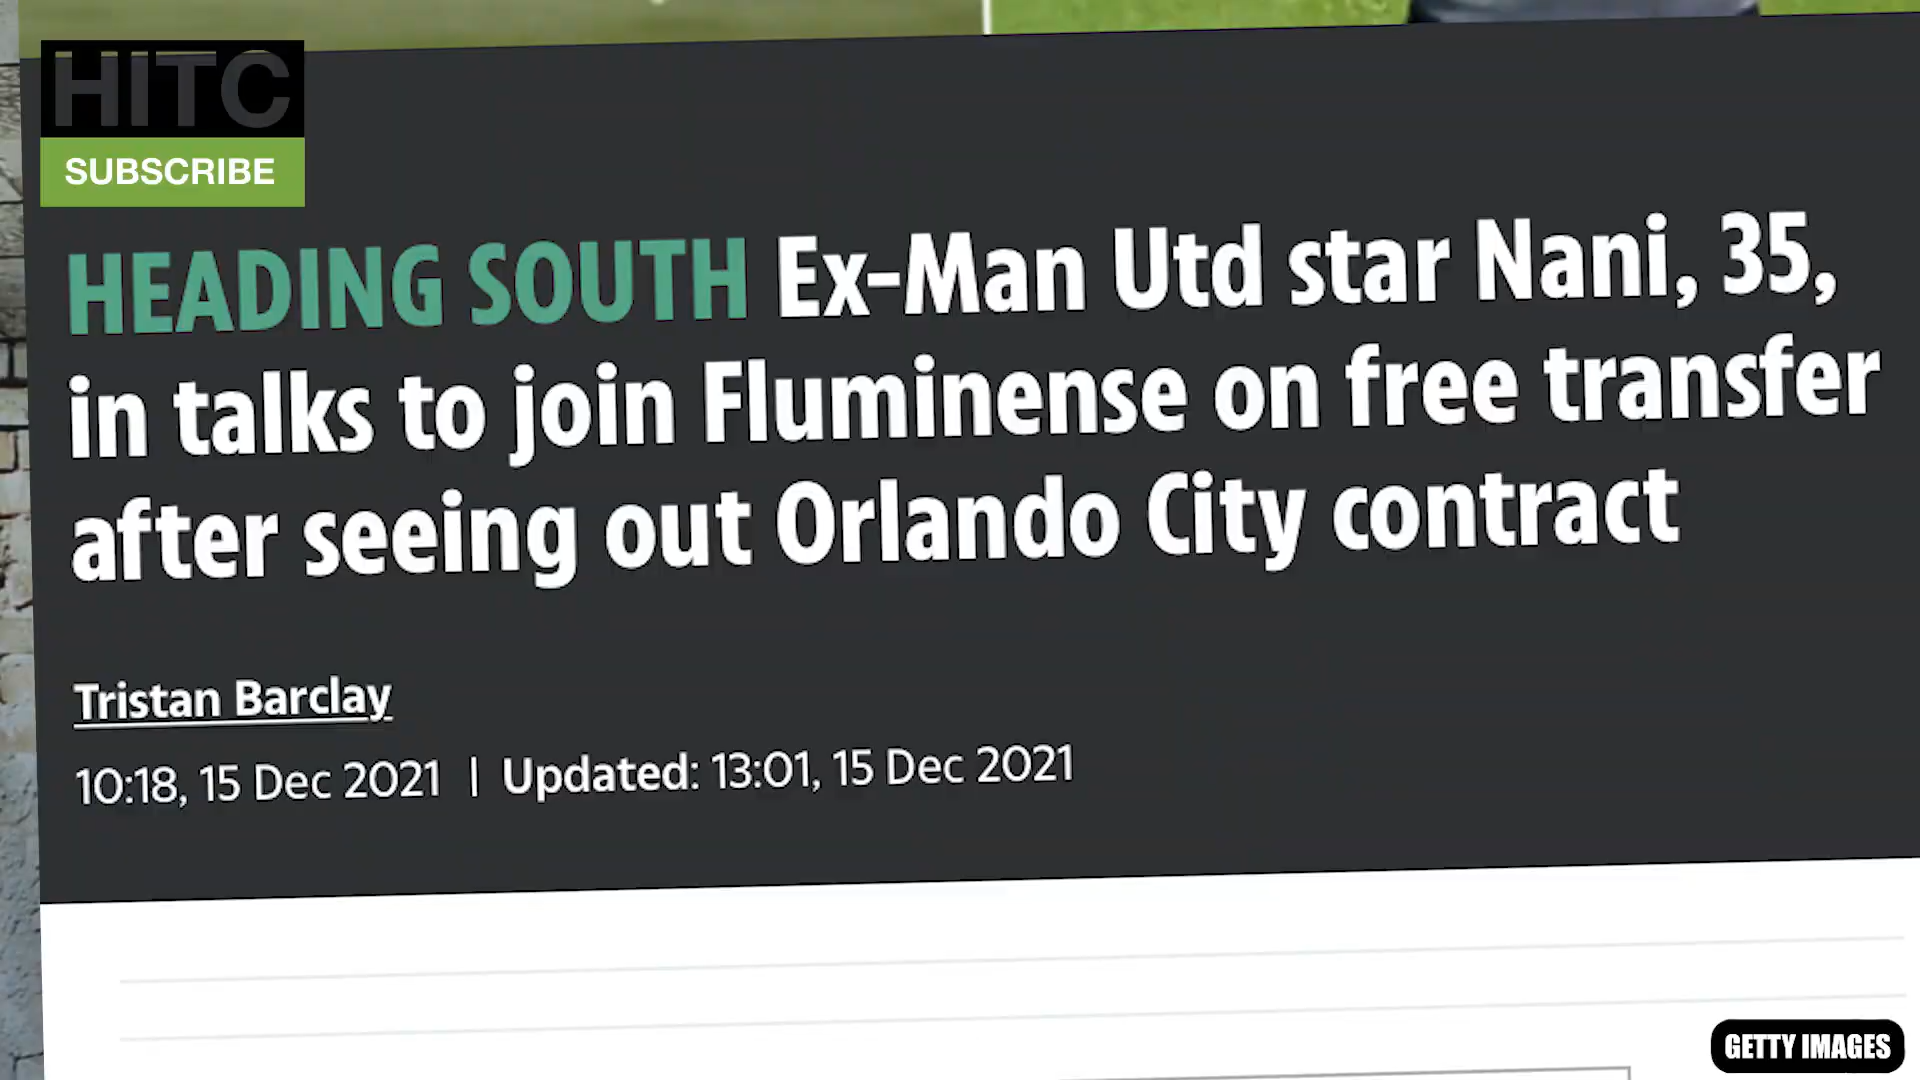 HITC
SUBSCRIBE
HEADING SOUTH Ex-Man Utd star Nani, 35,
in talks to join Fluminense on free transfer
after seeing out Orlando City contract
Tristan Barclay
10:18, 15 Dec 2021 | Updated: 13:01, 15 Dec 2021
GETTY IMAGES